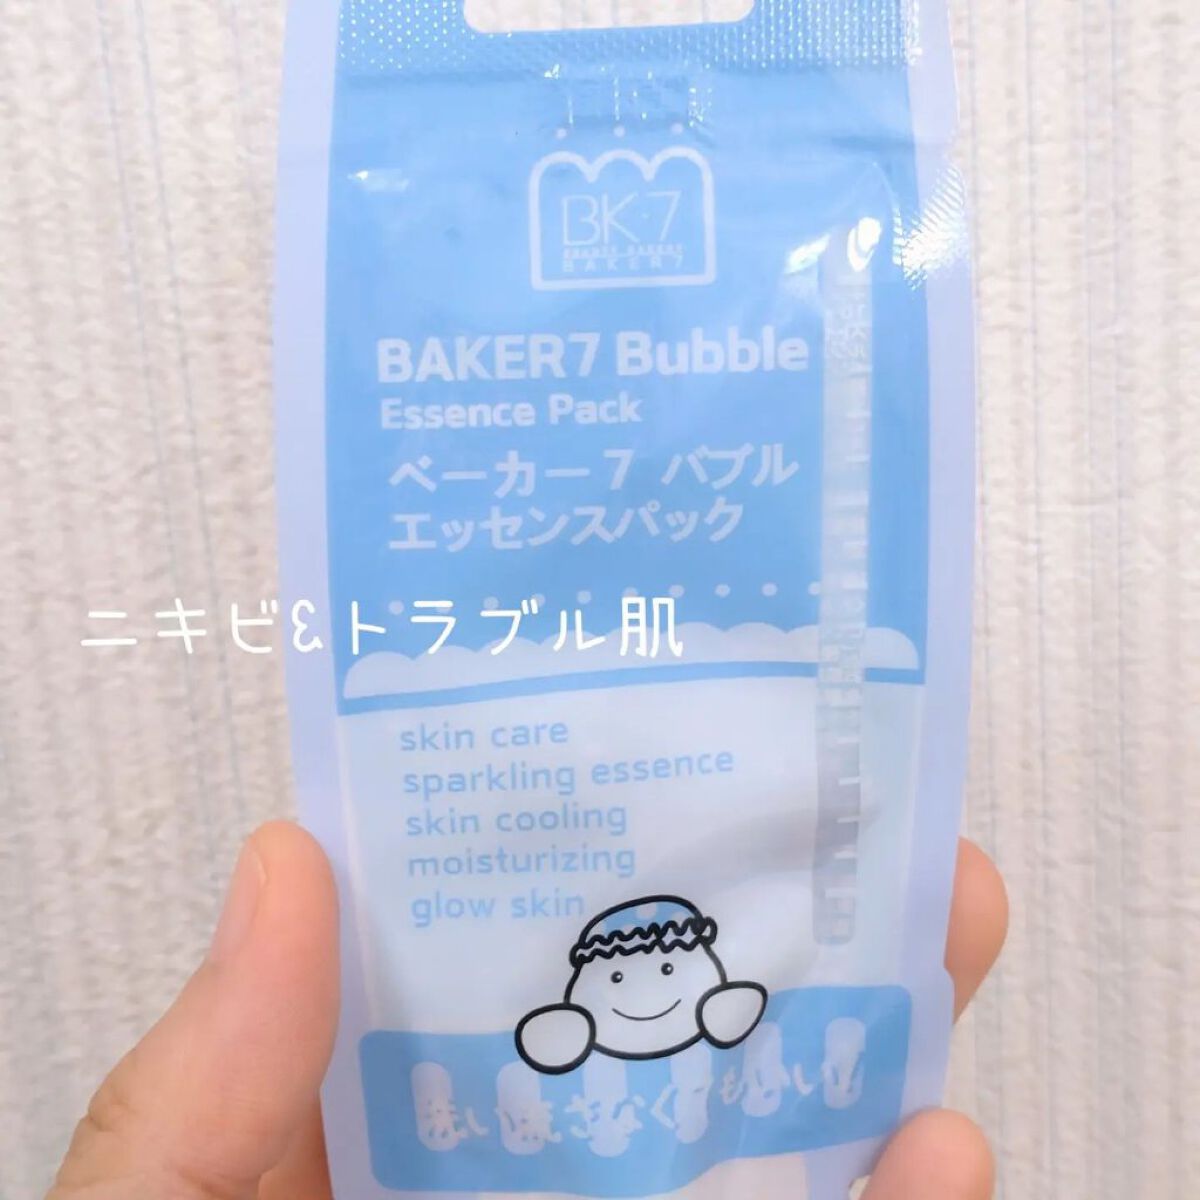 BK・7
BAKER7
BAKER7 Bubble
Essence Pack
ベーカー7 バブル
エッセンスパック
ニキビ&トラブル肌
skin care
sparkling essence
skin cooling
moisturizing
glow skin
洗い流さなくてもいい!